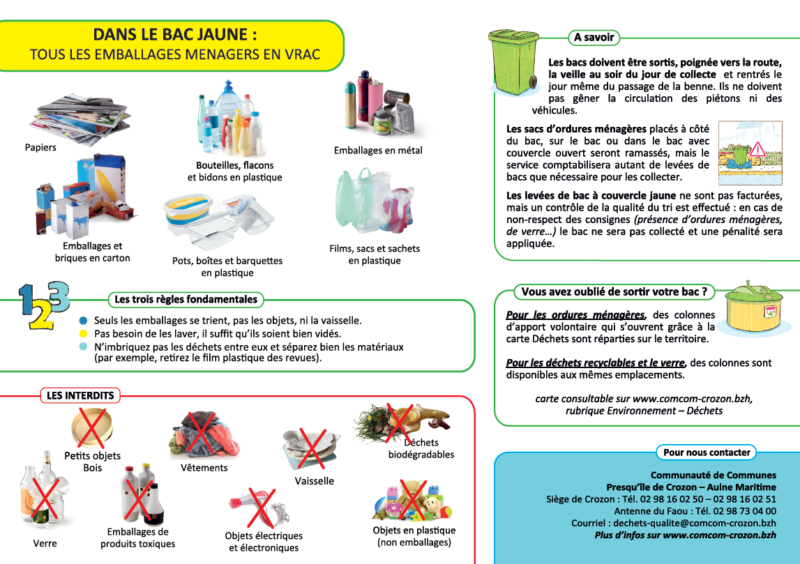 DANS LE BAC JAUNE :
TOUS LES EMBALLAGES MENAGERS EN VRAC
Papiers
Bouteilles, flacons
et bidons en plastique
Emballages en métal
Emballages et
briques en carton
Pots, boîtes et barquettes
en plastique
Films, sacs et sachets
en plastique
123
Les trois règles fondamentales
Seuls les emballages se trient, pas les objets, ni la vaisselle.
Pas besoin de les laver, il suffit qu'ils soient bien vidés.
N'imbriquez pas les déchets entre eux et séparez bien les matériaux
(par exemple, retirez le film plastique des revues).
LES INTERDITS
Petits objets
Bois
Vêtements
Vaisselle
Déchets
biodégradables
Verre
Emballages de
produits toxiques
Objets électriques
et électroniques
Objets en plastique
(non emballages)
A savoir
Les bacs doivent être sortis, poignée vers la route,
la veille au soir du jour de collecte et rentrés le
jour même du passage de la benne. Ils ne doivent
pas gêner la circulation des piétons ni des
véhicules.
Les sacs d'ordures ménagères placés à côté
du bac, sur le bac ou dans le bac avec
couvercle ouvert seront ramassés, mais le
service comptabilisera autant de levées de
bacs que nécessaire pour les collecter.
Les levées de bac à couvercle jaune ne sont pas facturées,
mais un contrôle de la qualité du tri est effectué : en cas de
non-respect des consignes (présence d'ordures ménagères,
de verre…) le bac ne sera pas collecté et une pénalité sera
appliquée.
Vous avez oublié de sortir votre bac ?
Pour les ordures ménagères, des colonnes
d'apport volontaire qui s'ouvrent grâce à la
carte Déchets sont réparties sur le territoire.
Pour les déchets recyclables et le verre, des colonnes sont
disponibles aux mêmes emplacements.
carte consultable sur www.comcom-crozon.bzh,
rubrique Environnement – Déchets
Pour nous contacter
Communauté de Communes
Presqu'île de Crozon – Aulne Maritime
Siège de Crozon : Tél. 02 98 16 02 50 – 02 98 16 02 51
Antenne du Faou : Tél. 02 98 73 04 00
Courriel : dechets-qualite@comcom-crozon.bzh
Plus d'infos sur www.comcom-crozon.bzh